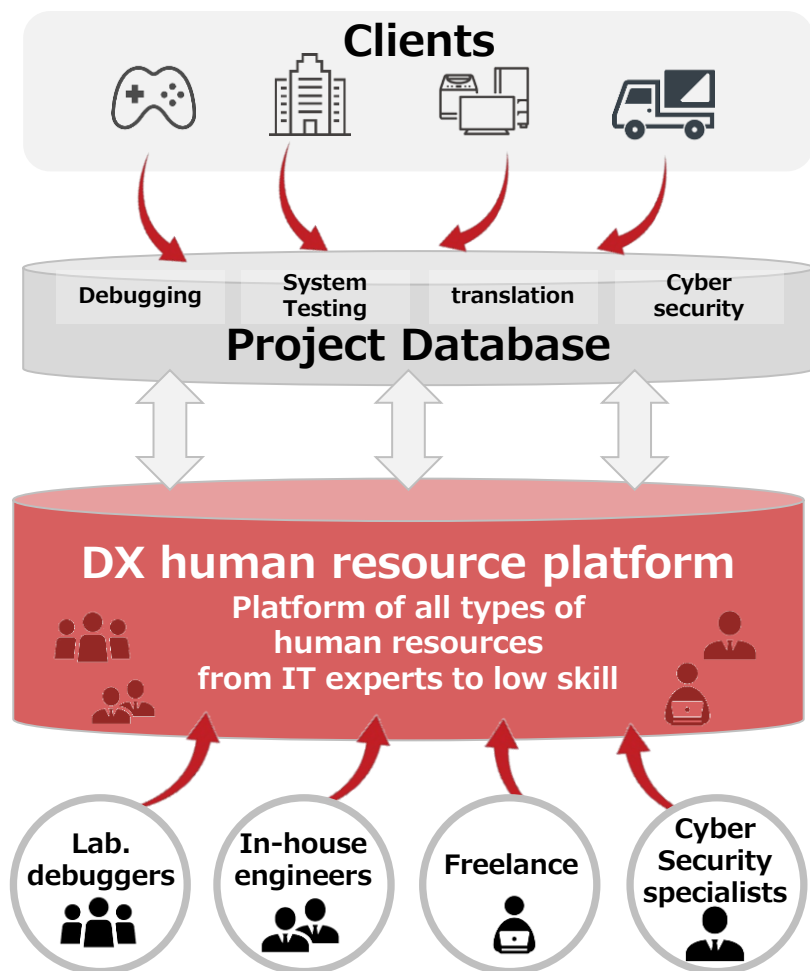 Clients
Debugging
System
Testing
translation
Cyber
security
Project Database
DX human resource platform
Platform of all types of
human resources
from IT experts to low skill
Lab.
debuggers
In-house
engineers
Freelance
Cyber
Security
specialists